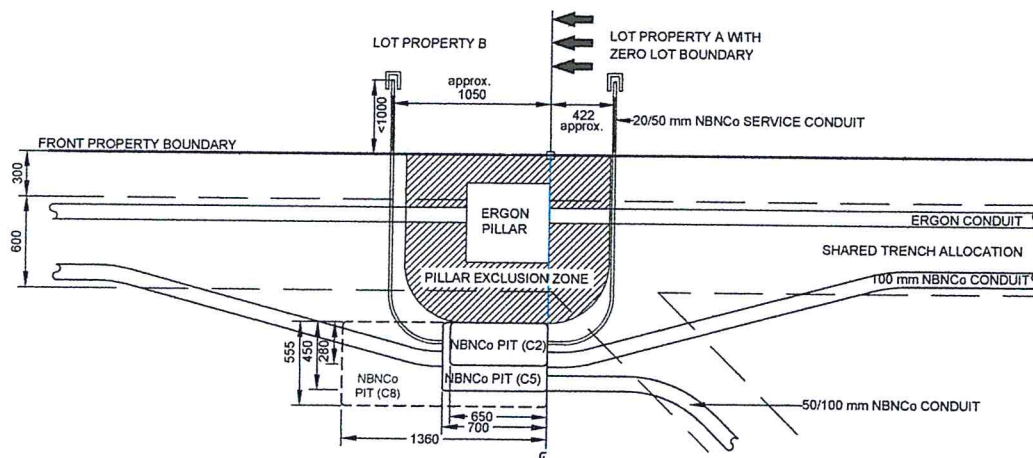 LOT PROPERTY B
LOT PROPERTY A WITH
ZERO LOT BOUNDARY
approx.
1050
<1000
422
approx.
20/50 mm NBNCo SERVICE CONDUIT
FRONT PROPERTY BOUNDARY
300
600
ERGON
PILLAR
ERGON CONDUIT
SHARED TRENCH ALLOCATION
PILLAR EXCLUSION ZONE
100 mm NBNCo CONDUIT
555
450
280
NBNCo PIT (C2)
NBNCo
PIT (C8)
NBNCo PIT (C5)
50/100 mm NBNCo CONDUIT
650
700
1360